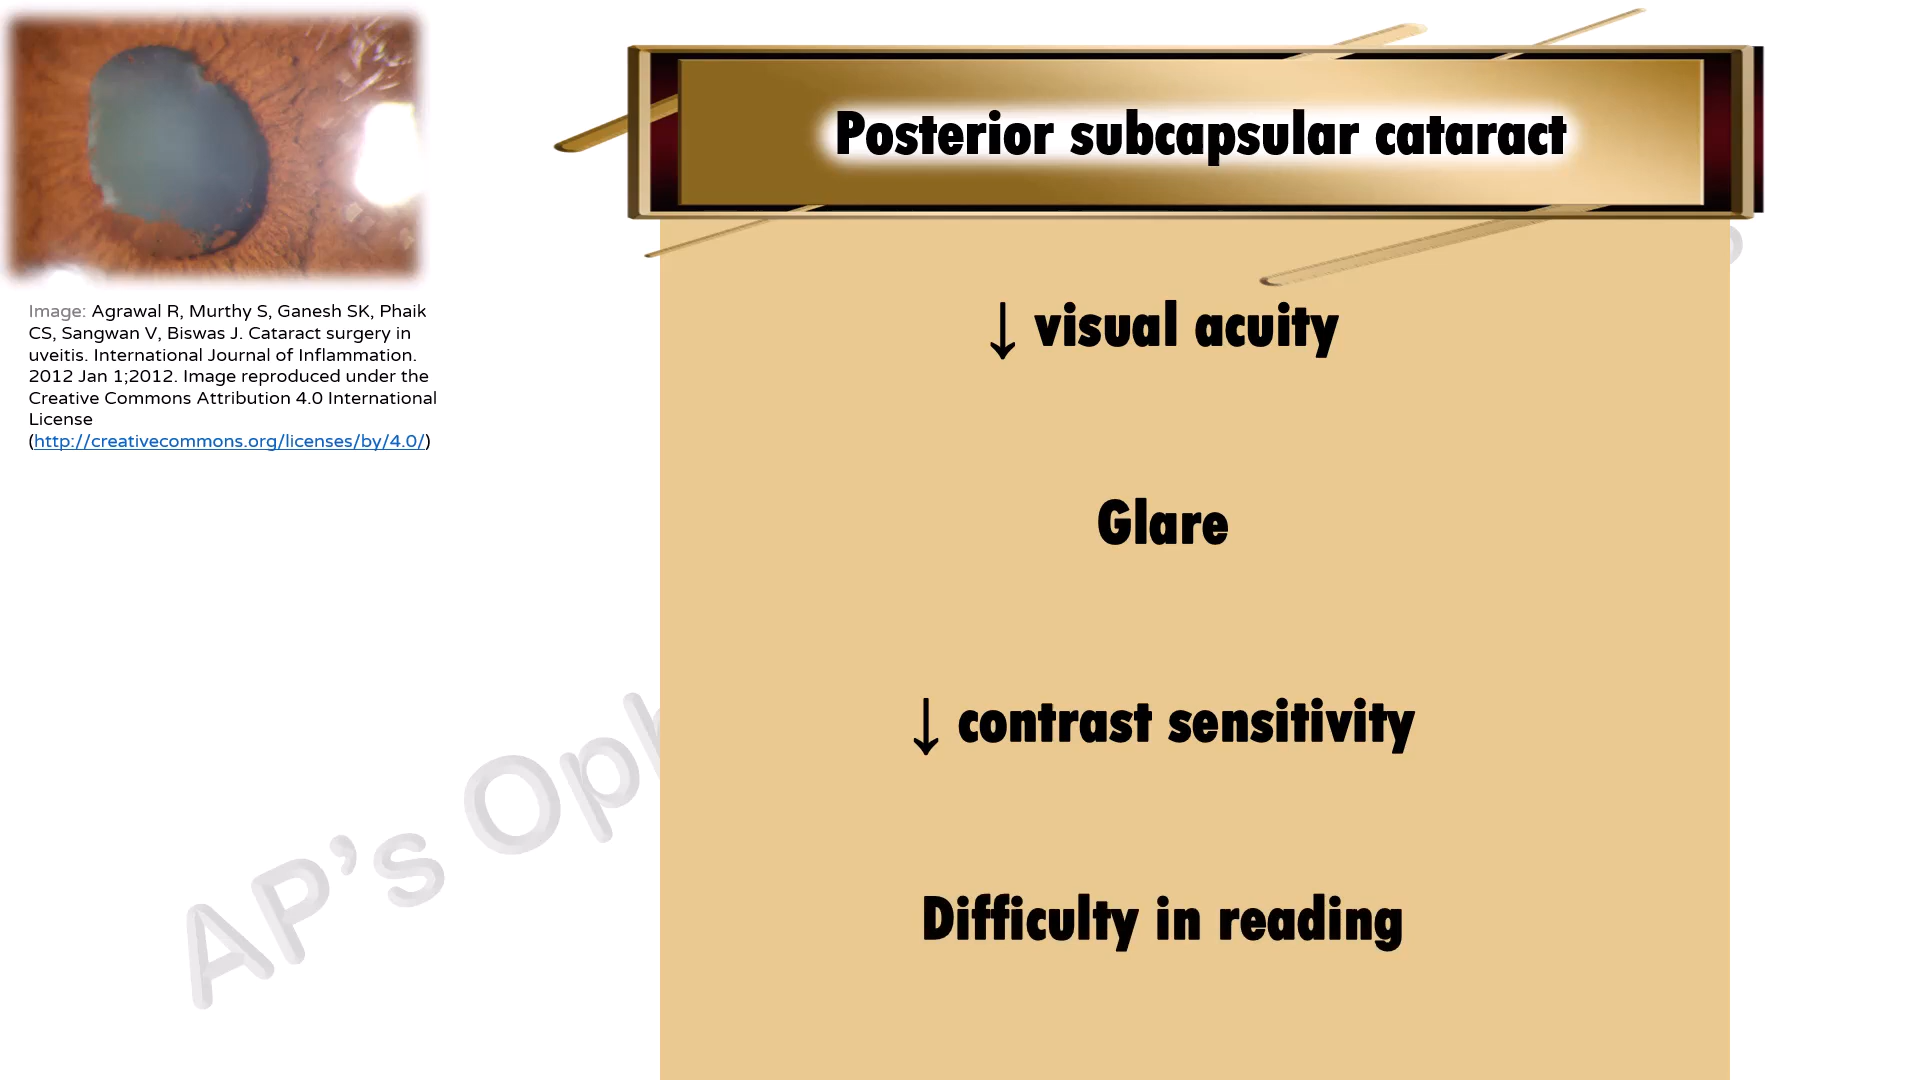 Posterior subcapsular cataract
Image: Agrawal R, Murthy S, Ganesh SK, Phaik
CS, Sangwan V, Biswas J. Cataract surgery in
uveitis. International Journal of Inflammation.
2012 Jan 1;2012. Image reproduced under the
Creative Commons Attribution 4.0 International
License
(http://creativecommons.org/licenses/by/4.0/)
↓ visual acuity
Glare
↓ contrast sensitivity
Difficulty in reading
AP's Oph